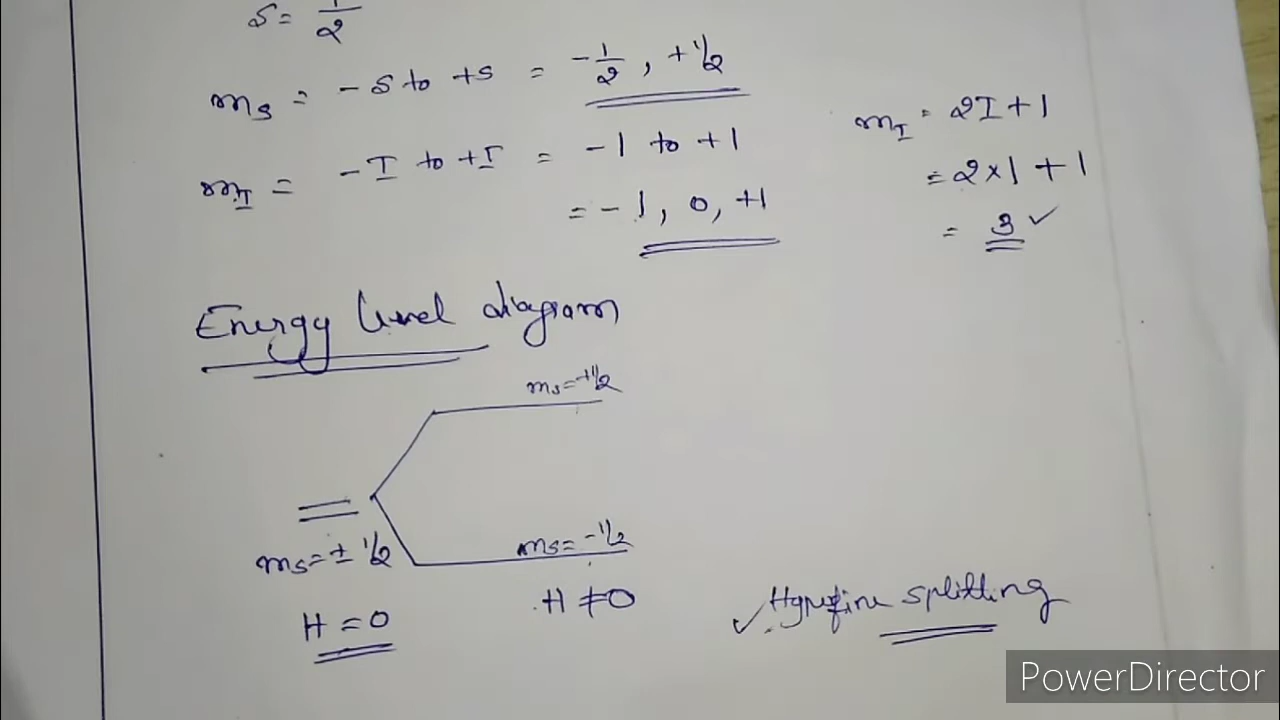 S = 1/2
mS = - S to +S = -1/2 , +1/2
mI = - I to +I = -1 to +1
= -1, 0, +1
mI = 2I + 1
= 2×1 + 1
= 3 ✓
Energy level diagram
mS=+1/2
mS=-1/2
mS=± 1/2
H ≠ 0
H = 0
✓ Hyperfine splitting
PowerDirector